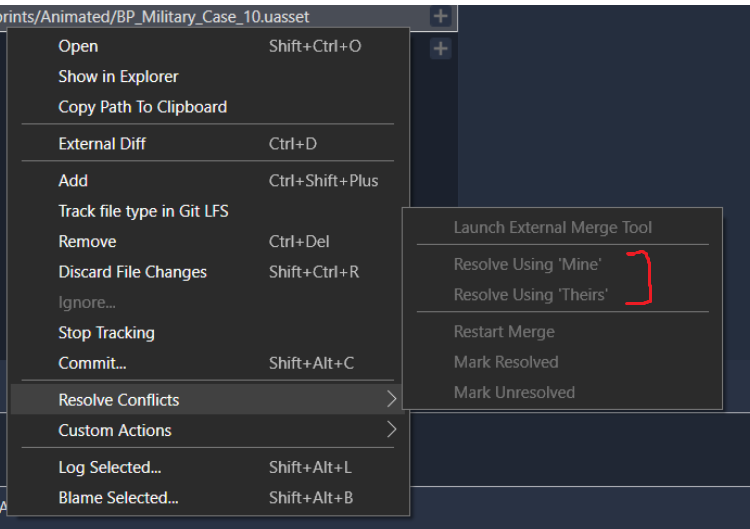 rints/Animated/BP_Military_Case_10.uasset
Open Shift+Ctrl+O
Show in Explorer
Copy Path To Clipboard
External Diff Ctrl+D
Add Ctrl+Shift+Plus
Track file type in Git LFS
Remove Ctrl+Del
Discard File Changes Shift+Ctrl+R
Ignore...
Stop Tracking
Commit... Shift+Alt+C
Resolve Conflicts
Custom Actions
Log Selected... Shift+Alt+L
Blame Selected... Shift+Alt+B
Launch External Merge Tool
Resolve Using 'Mine'
Resolve Using 'Theirs'
Restart Merge
Mark Resolved
Mark Unresolved
A